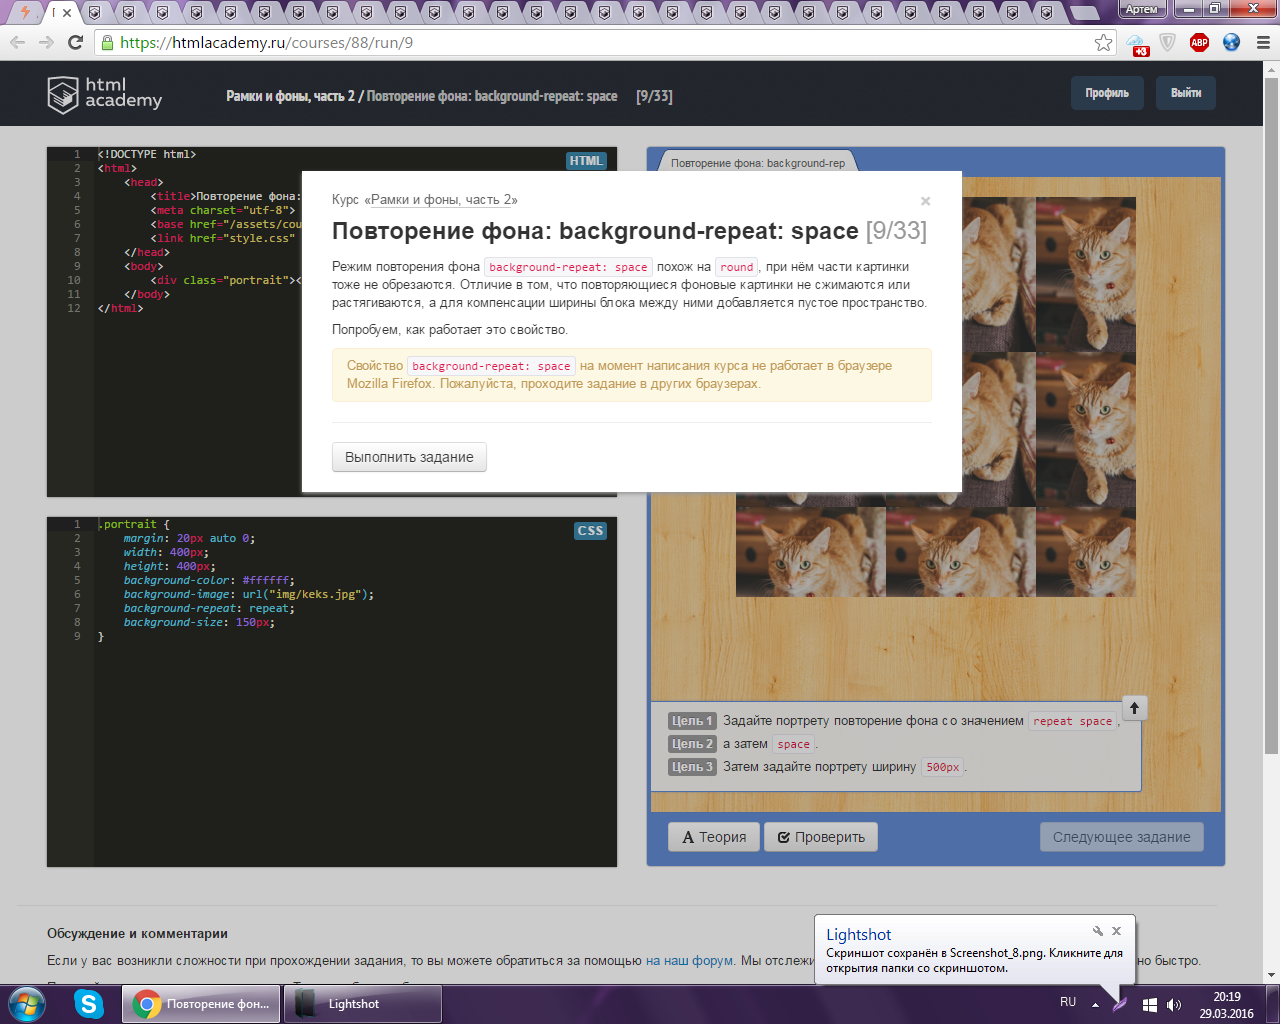 Артем
https://htmlacademy.ru/courses/88/run/9
+3
ABP
html
academy
Рамки и фоны, часть 2 / Повторение фона: background-repeat: space [9/33]
Профиль
Выйти
1 <!DOCTYPE html>
2 <html>
3 <head>
4 <title>Повторение фона:
5 <meta charset="utf-8">
6 <base href="/assets/cou
7 <link href="style.css"
8 </head>
9 <body>
10 <div class="portrait"><
11 </body>
12 </html>
HTML
Повторение фона: background-rep
Курс «Рамки и фоны, часть 2»
×
Повторение фона: background-repeat: space [9/33]
Режим повторения фона background-repeat: space похож на round, при нём части картинки
тоже не обрезаются. Отличие в том, что повторяющиеся фоновые картинки не сжимаются или
растягиваются, а для компенсации ширины блока между ними добавляется пустое пространство.
Попробуем, как работает это свойство.
Свойство background-repeat: space на момент написания курса не работает в браузере
Mozilla Firefox. Пожалуйста, проходите задание в других браузерах.
Выполнить задание
1 .portrait {
2 margin: 20px auto 0;
3 width: 400px;
4 height: 400px;
5 background-color: #ffffff;
6 background-image: url("img/keks.jpg");
7 background-repeat: repeat;
8 background-size: 150px;
9 }
CSS
Цель 1 Задайте портрету повторение фона со значением repeat space,
Цель 2 а затем space.
Цель 3 Затем задайте портрету ширину 500px.
Теория
Проверить
Следующее задание
Обсуждение и комментарии
Если у вас возникли сложности при прохождении задания, то вы можете обратиться за помощью на наш форум. Мы отслежи
но быстро.
Lightshot
Скриншот сохранён в Screenshot_8.png. Кликните для
открытия папки со скриншотом.
Повторение фон...
Lightshot
RU
20:19
29.03.2016